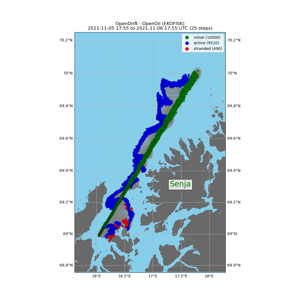 OpenDrift - OpenOil (EKOFISK)
2021-11-05 17:55 to 2021-11-06 17:55 UTC (25 steps)
initial (10000)
active (9510)
stranded (490)
70.2°N
70.2°N
70°N
70°N
69.8°N
69.8°N
69.6°N
69.6°N
69.4°N
69.4°N
Senja
69.2°N
69.2°N
69°N
69°N
68.8°N
68.8°N
16°E
16.5°E
17°E
17.5°E
18°E